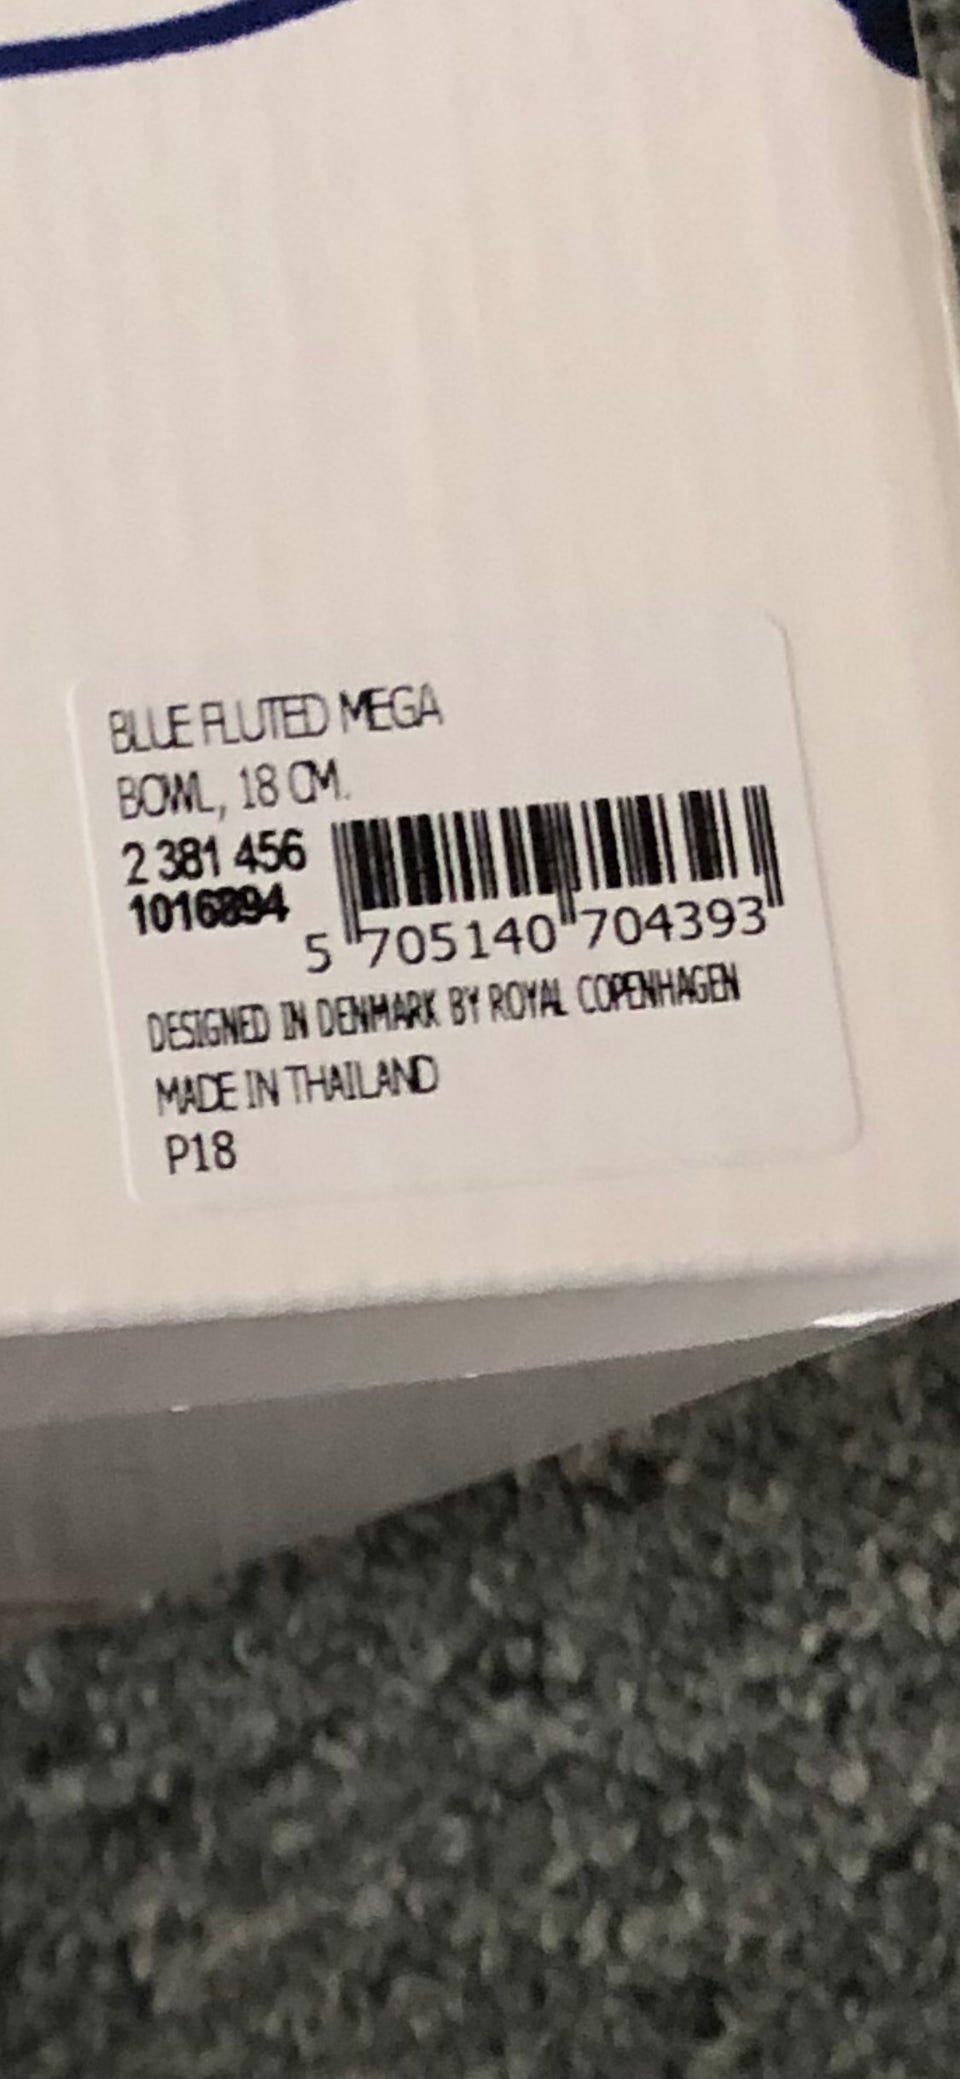 BLUE FLUTED MEGA
BOWL, 18 CM.
2 381 456
1016894
5 705140 704393
DESIGNED IN DENMARK BY ROYAL COPENHAGEN
MADE IN THAILAND
P18